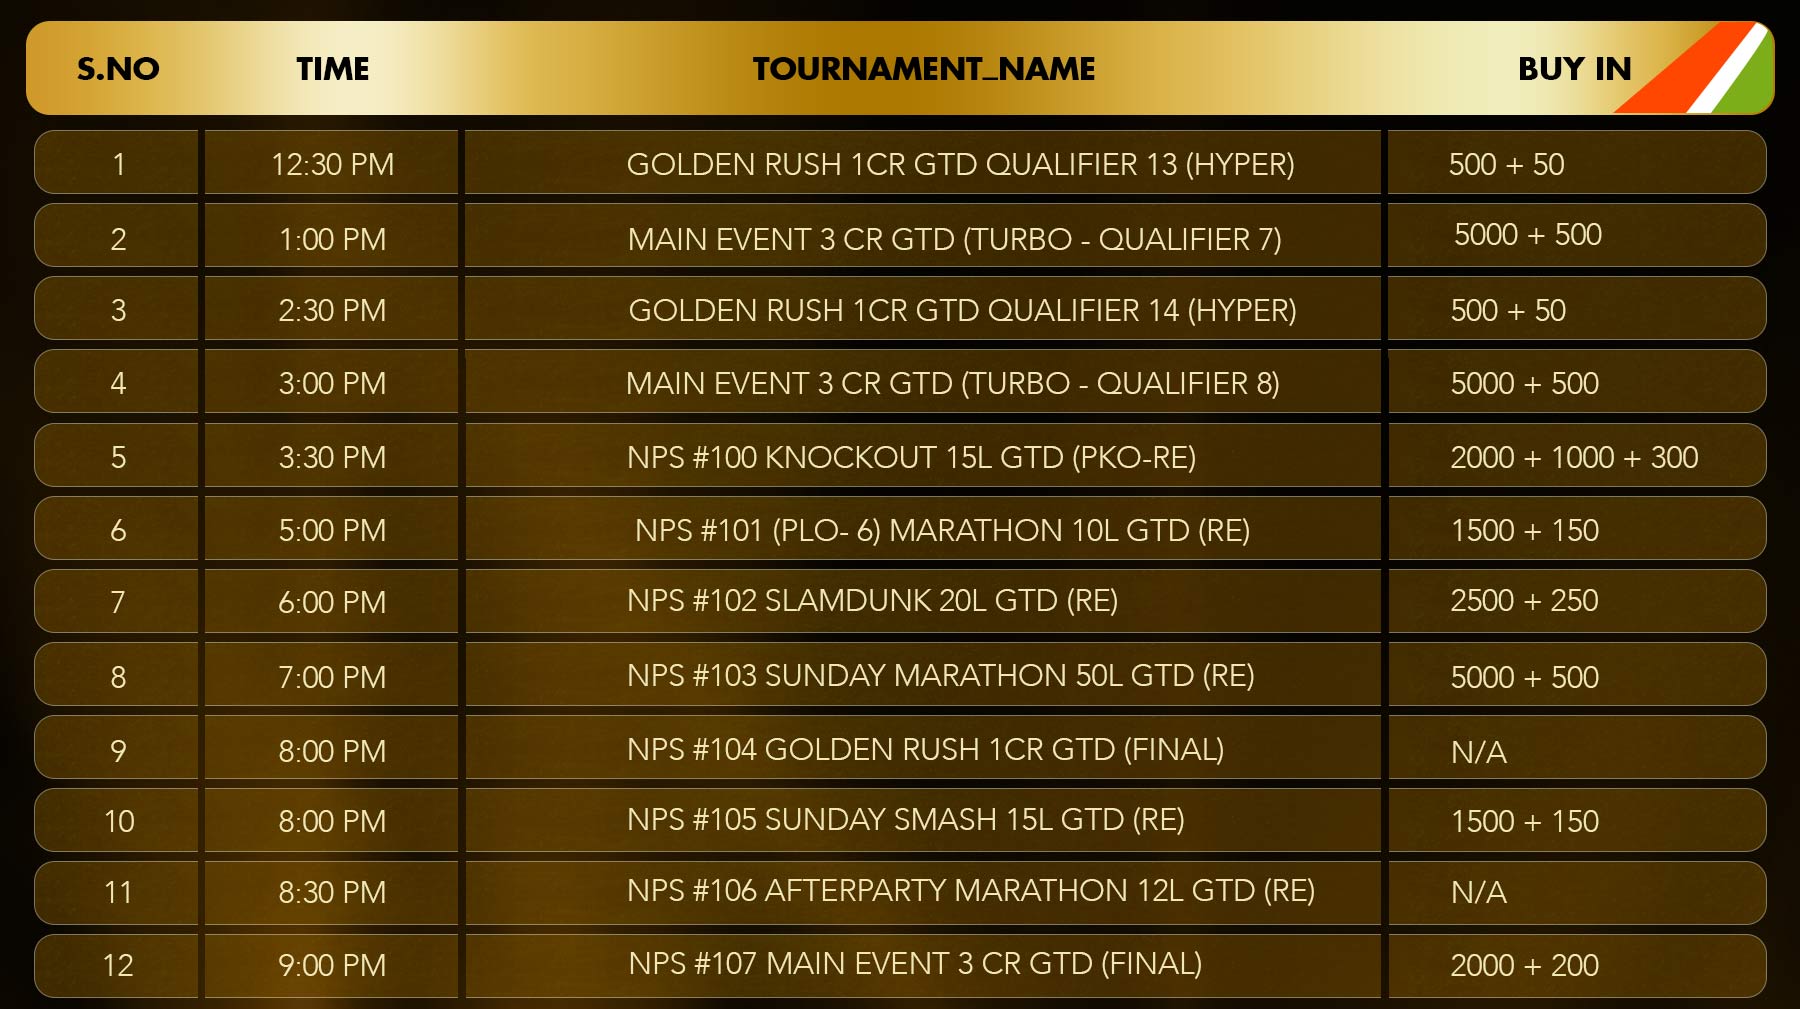 S.NO TIME TOURNAMENT_NAME BUY IN
1 12:30 PM GOLDEN RUSH 1CR GTD QUALIFIER 13 (HYPER) 500 + 50
2 1:00 PM MAIN EVENT 3 CR GTD (TURBO - QUALIFIER 7) 5000 + 500
3 2:30 PM GOLDEN RUSH 1CR GTD QUALIFIER 14 (HYPER) 500 + 50
4 3:00 PM MAIN EVENT 3 CR GTD (TURBO - QUALIFIER 8) 5000 + 500
5 3:30 PM NPS #100 KNOCKOUT 15L GTD (PKO-RE) 2000 + 1000 + 300
6 5:00 PM NPS #101 (PLO- 6) MARATHON 10L GTD (RE) 1500 + 150
7 6:00 PM NPS #102 SLAMDUNK 20L GTD (RE) 2500 + 250
8 7:00 PM NPS #103 SUNDAY MARATHON 50L GTD (RE) 5000 + 500
9 8:00 PM NPS #104 GOLDEN RUSH 1CR GTD (FINAL) N/A
10 8:00 PM NPS #105 SUNDAY SMASH 15L GTD (RE) 1500 + 150
11 8:30 PM NPS #106 AFTERPARTY MARATHON 12L GTD (RE) N/A
12 9:00 PM NPS #107 MAIN EVENT 3 CR GTD (FINAL) 2000 + 200